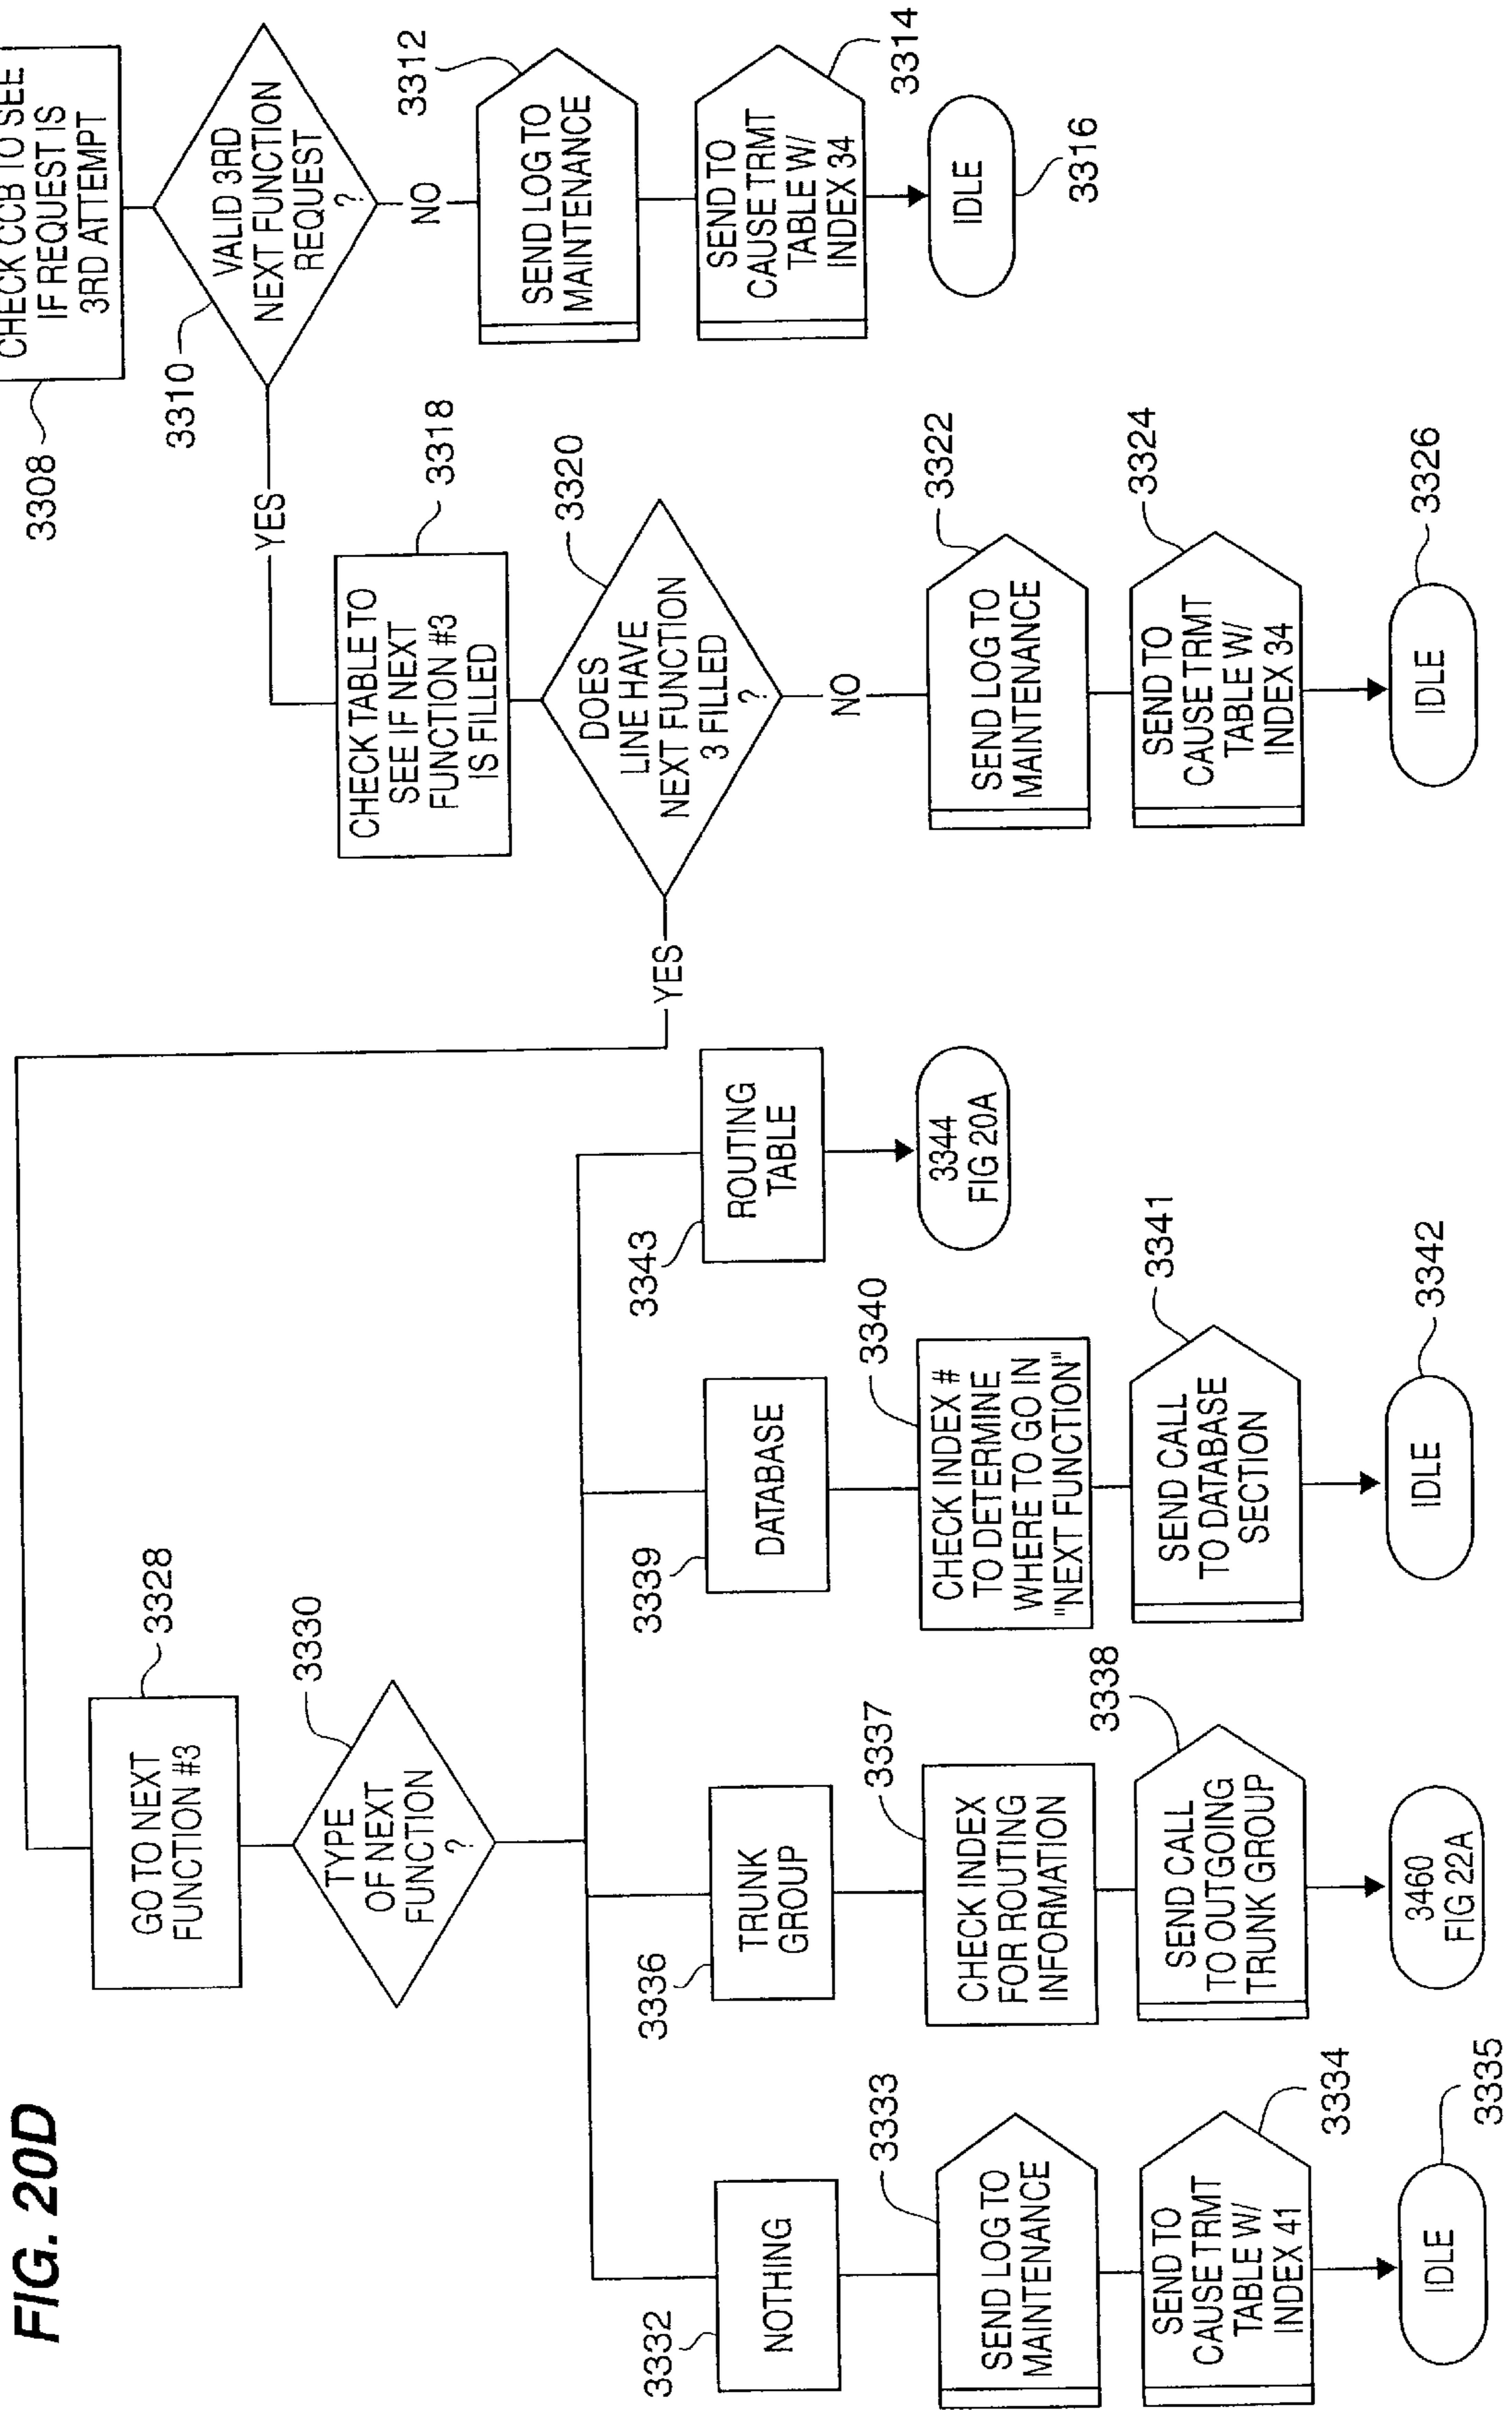 FIG. 20D
CHECK CCB TO SEE
IF REQUEST IS
3RD ATTEMPT
3308
3310
VALID 3RD
NEXT FUNCTION
REQUEST
?
NO
YES
3312
SEND LOG TO
MAINTENANCE
SEND TO
CAUSE TRMT
TABLE W/
INDEX 34
3314
IDLE
3316
CHECK TABLE TO
SEE IF NEXT
FUNCTION #3
IS FILLED
3318
3320
DOES
LINE HAVE
NEXT FUNCTION
3 FILLED
?
NO
YES
3322
SEND LOG TO
MAINTENANCE
3324
SEND TO
CAUSE TRMT
TABLE W/
INDEX 34
3326
IDLE
3328
GO TO NEXT
FUNCTION #3
3330
TYPE
OF NEXT
FUNCTION
?
3332
NOTHING
3333
SEND LOG TO
MAINTENANCE
SEND TO
CAUSE TRMT
TABLE W/
INDEX 41
3334
IDLE
3335
3336
TRUNK
GROUP
3337
CHECK INDEX
FOR ROUTING
INFORMATION
3338
SEND CALL
TO OUTGOING
TRUNK GROUP
3460
FIG 22A
3339
DATABASE
3340
CHECK INDEX #
TO DETERMINE
WHERE TO GO IN
"NEXT FUNCTION"
3341
SEND CALL
TO DATABASE
SECTION
3342
IDLE
3343
ROUTING
TABLE
3344
FIG 20A